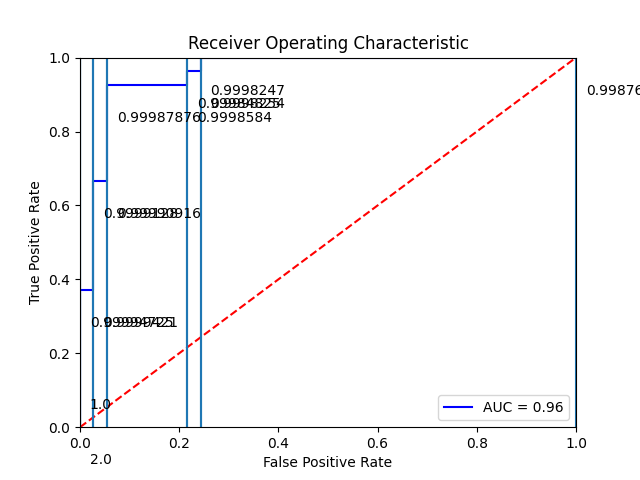 Receiver Operating Characteristic
1.0
0.9998247
0.99876
0.9998584
0.99987876
0.8
0.6
True Positive Rate
0.4
0.2
1.0
AUC = 0.96
0.0
0.0 0.2 0.4 0.6 0.8 1.0
2.0
False Positive Rate